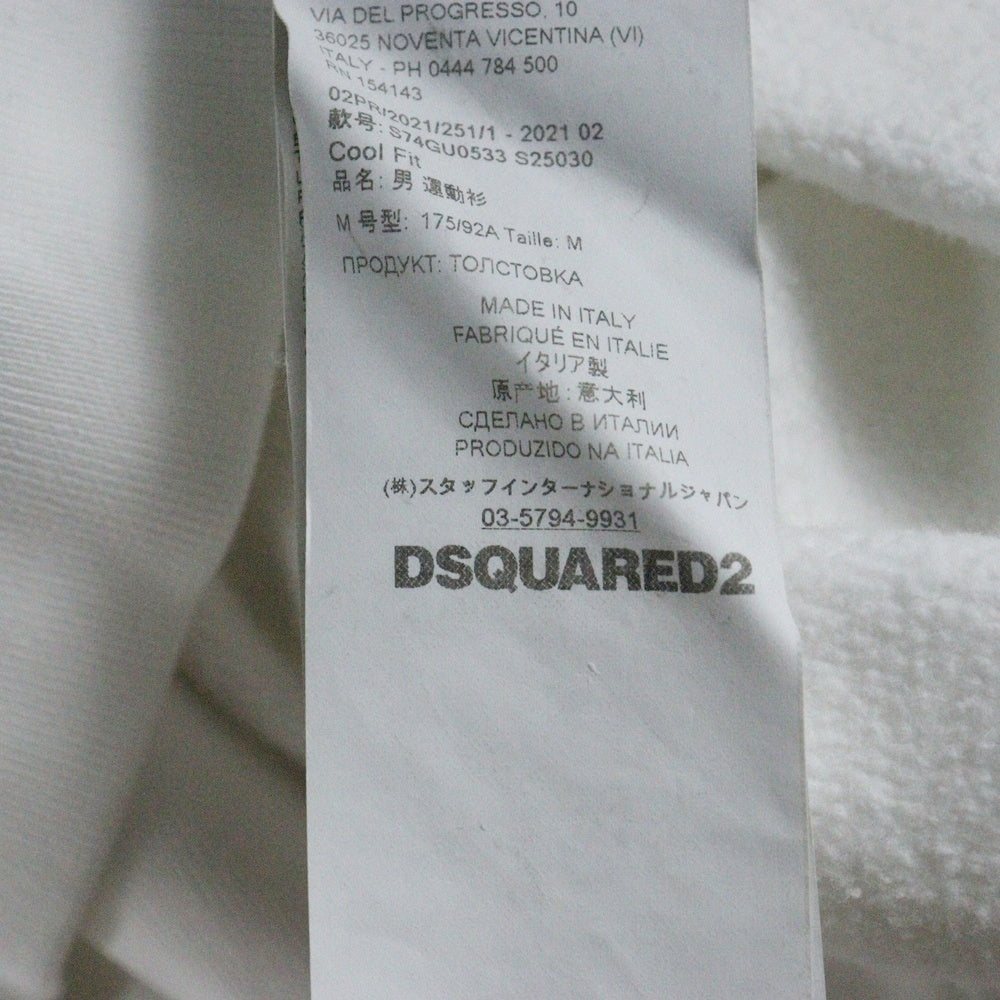 VIA DEL PROGRESSO, 10
36025 NOVENTA VICENTINA (VI)
ITALY - PH 0444 784 500
RN 154143
02PR/2021/251/1 - 2021 02
款号: S74GU0533 S25030
Cool Fit
品名: 男 運動衫
M 号型: 175/92A Taille: M
ПРОДУКТ: ТОЛСТОВКА
MADE IN ITALY
FABRIQUÉ EN ITALIE
イタリア製
原产地:意大利
СДЕЛАНО В ИТАЛИИ
PRODUZIDO NA ITALIA
(株)スタッフインターナショナルジャパン
03-5794-9931
DSQUARED2